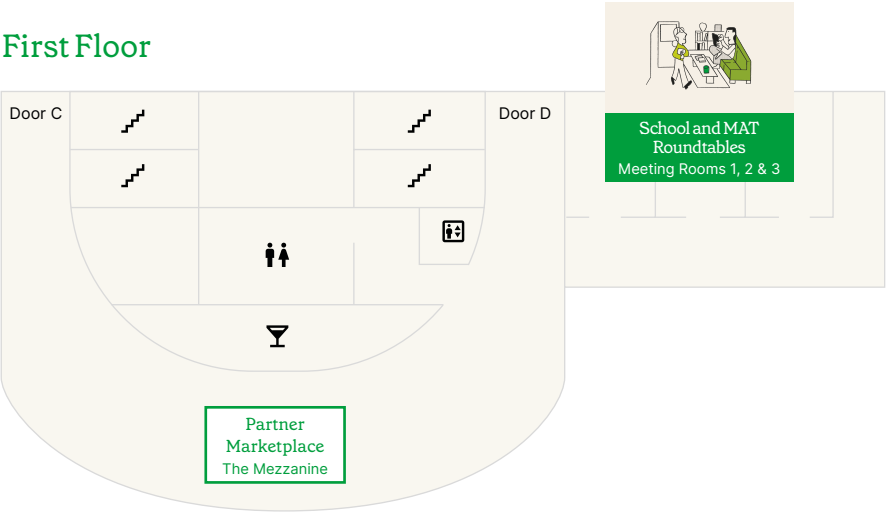 First Floor
Door C
Door D
School and MAT
Roundtables
Meeting Rooms 1, 2 & 3
Partner
Marketplace
The Mezzanine